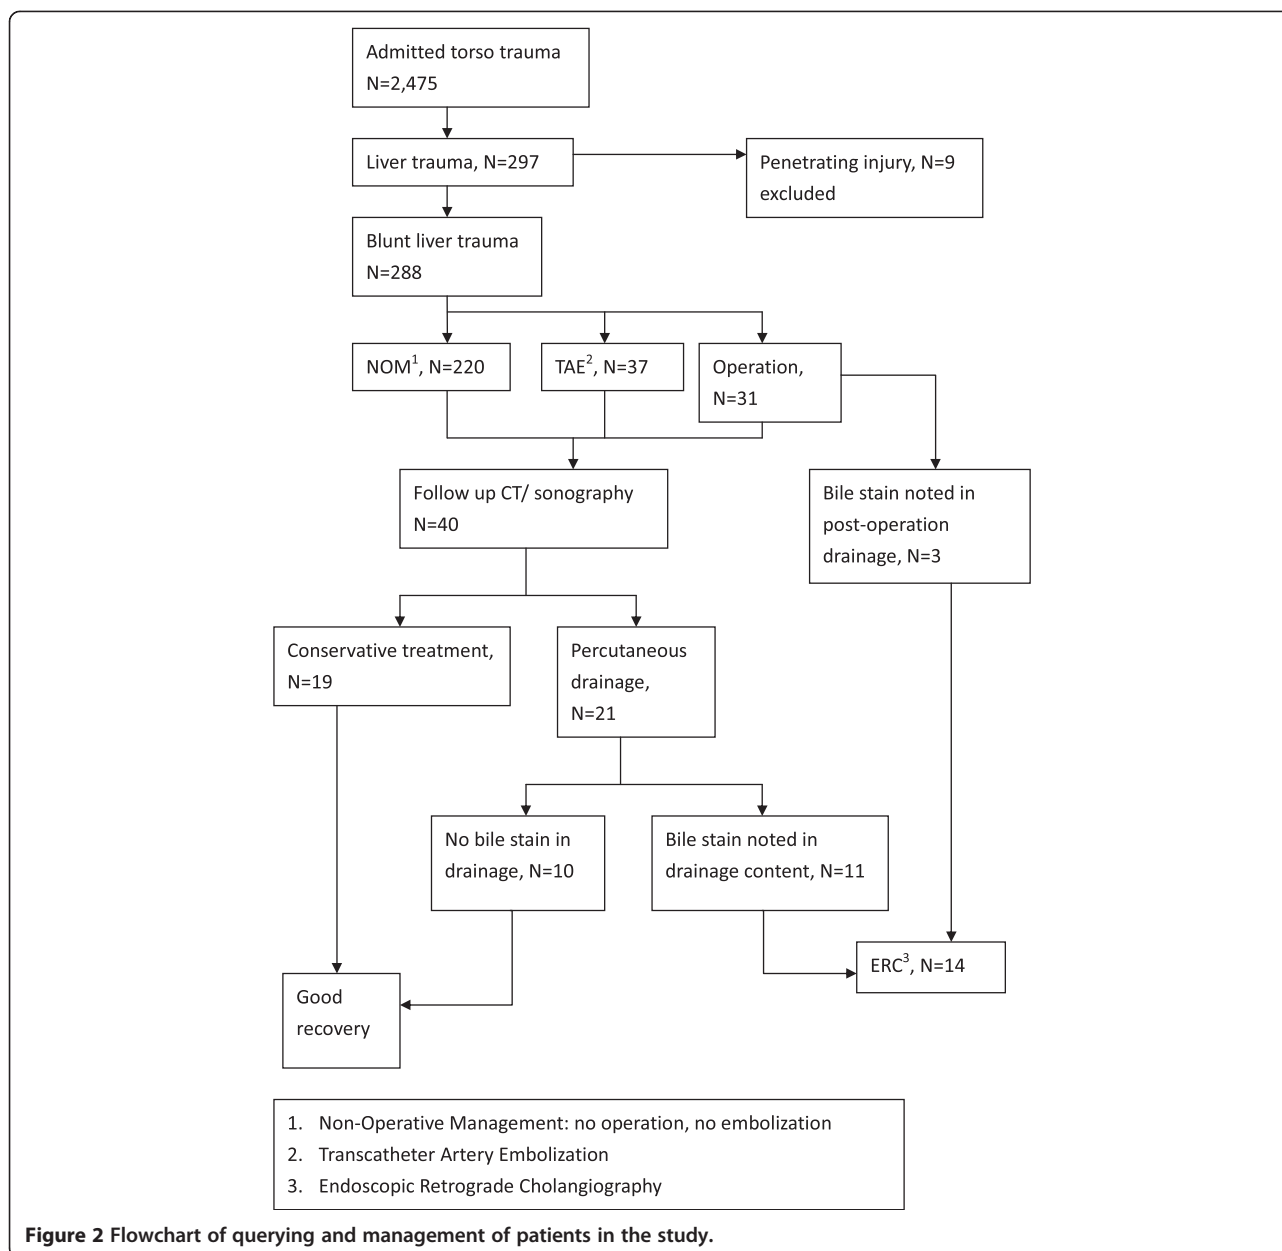 Admitted torso trauma
N=2,475
Liver trauma, N=297
Penetrating injury, N=9
excluded
Blunt liver trauma
N=288
NOM1, N=220
TAE2, N=37
Operation,
N=31
Follow up CT/ sonography
N=40
Bile stain noted in
post-operation
drainage, N=3
Conservative treatment,
N=19
Percutaneous
drainage,
N=21
No bile stain in
drainage, N=10
Bile stain noted in
drainage content, N=11
ERC3, N=14
Good
recovery
1. Non-Operative Management: no operation, no embolization
2. Transcatheter Artery Embolization
3. Endoscopic Retrograde Cholangiography
Figure 2 Flowchart of querying and management of patients in the study.